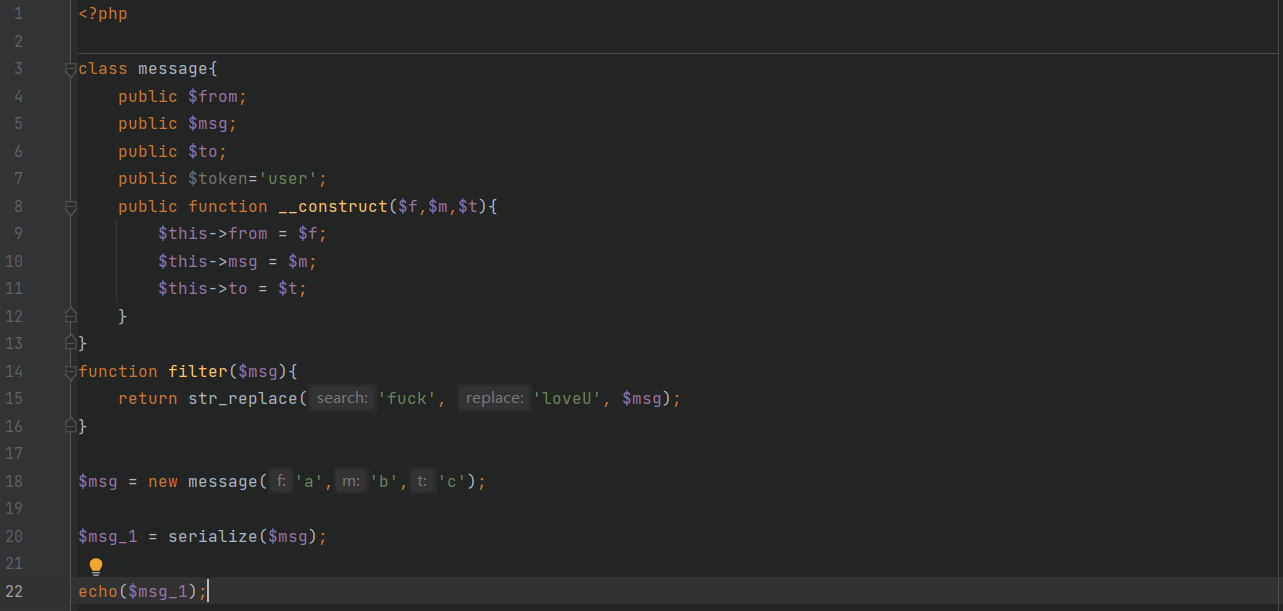 1 <?php
2
3 class message{
4 public $from;
5 public $msg;
6 public $to;
7 public $token='user';
8 public function __construct($f,$m,$t){
9 $this->from = $f;
10 $this->msg = $m;
11 $this->to = $t;
12 }
13 }
14 function filter($msg){
15 return str_replace( search: 'fuck', replace: 'loveU', $msg);
16 }
17
18 $msg = new message( f: 'a', m: 'b', t: 'c');
19
20 $msg_1 = serialize($msg);
21
22 echo($msg_1);